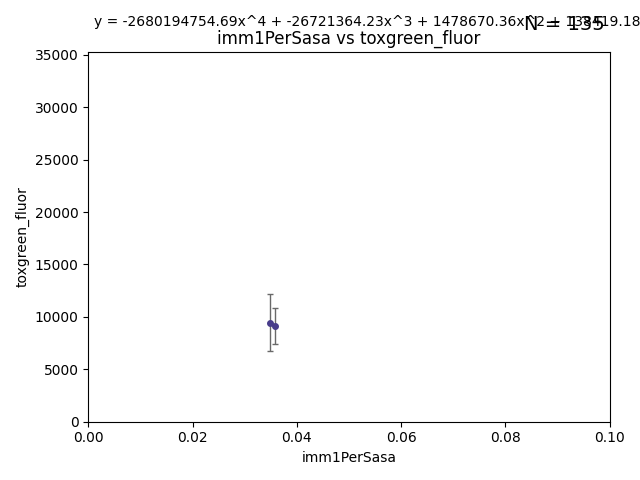 y = -2680194754.69x^4 + -26721364.23x^3 + 1478670.36x^2 + 138419.18
N = 135
imm1PerSasa vs toxgreen_fluor
35000
30000
25000
20000
15000
10000
5000
0
toxgreen_fluor
0.00 0.02 0.04 0.06 0.08 0.10
imm1PerSasa